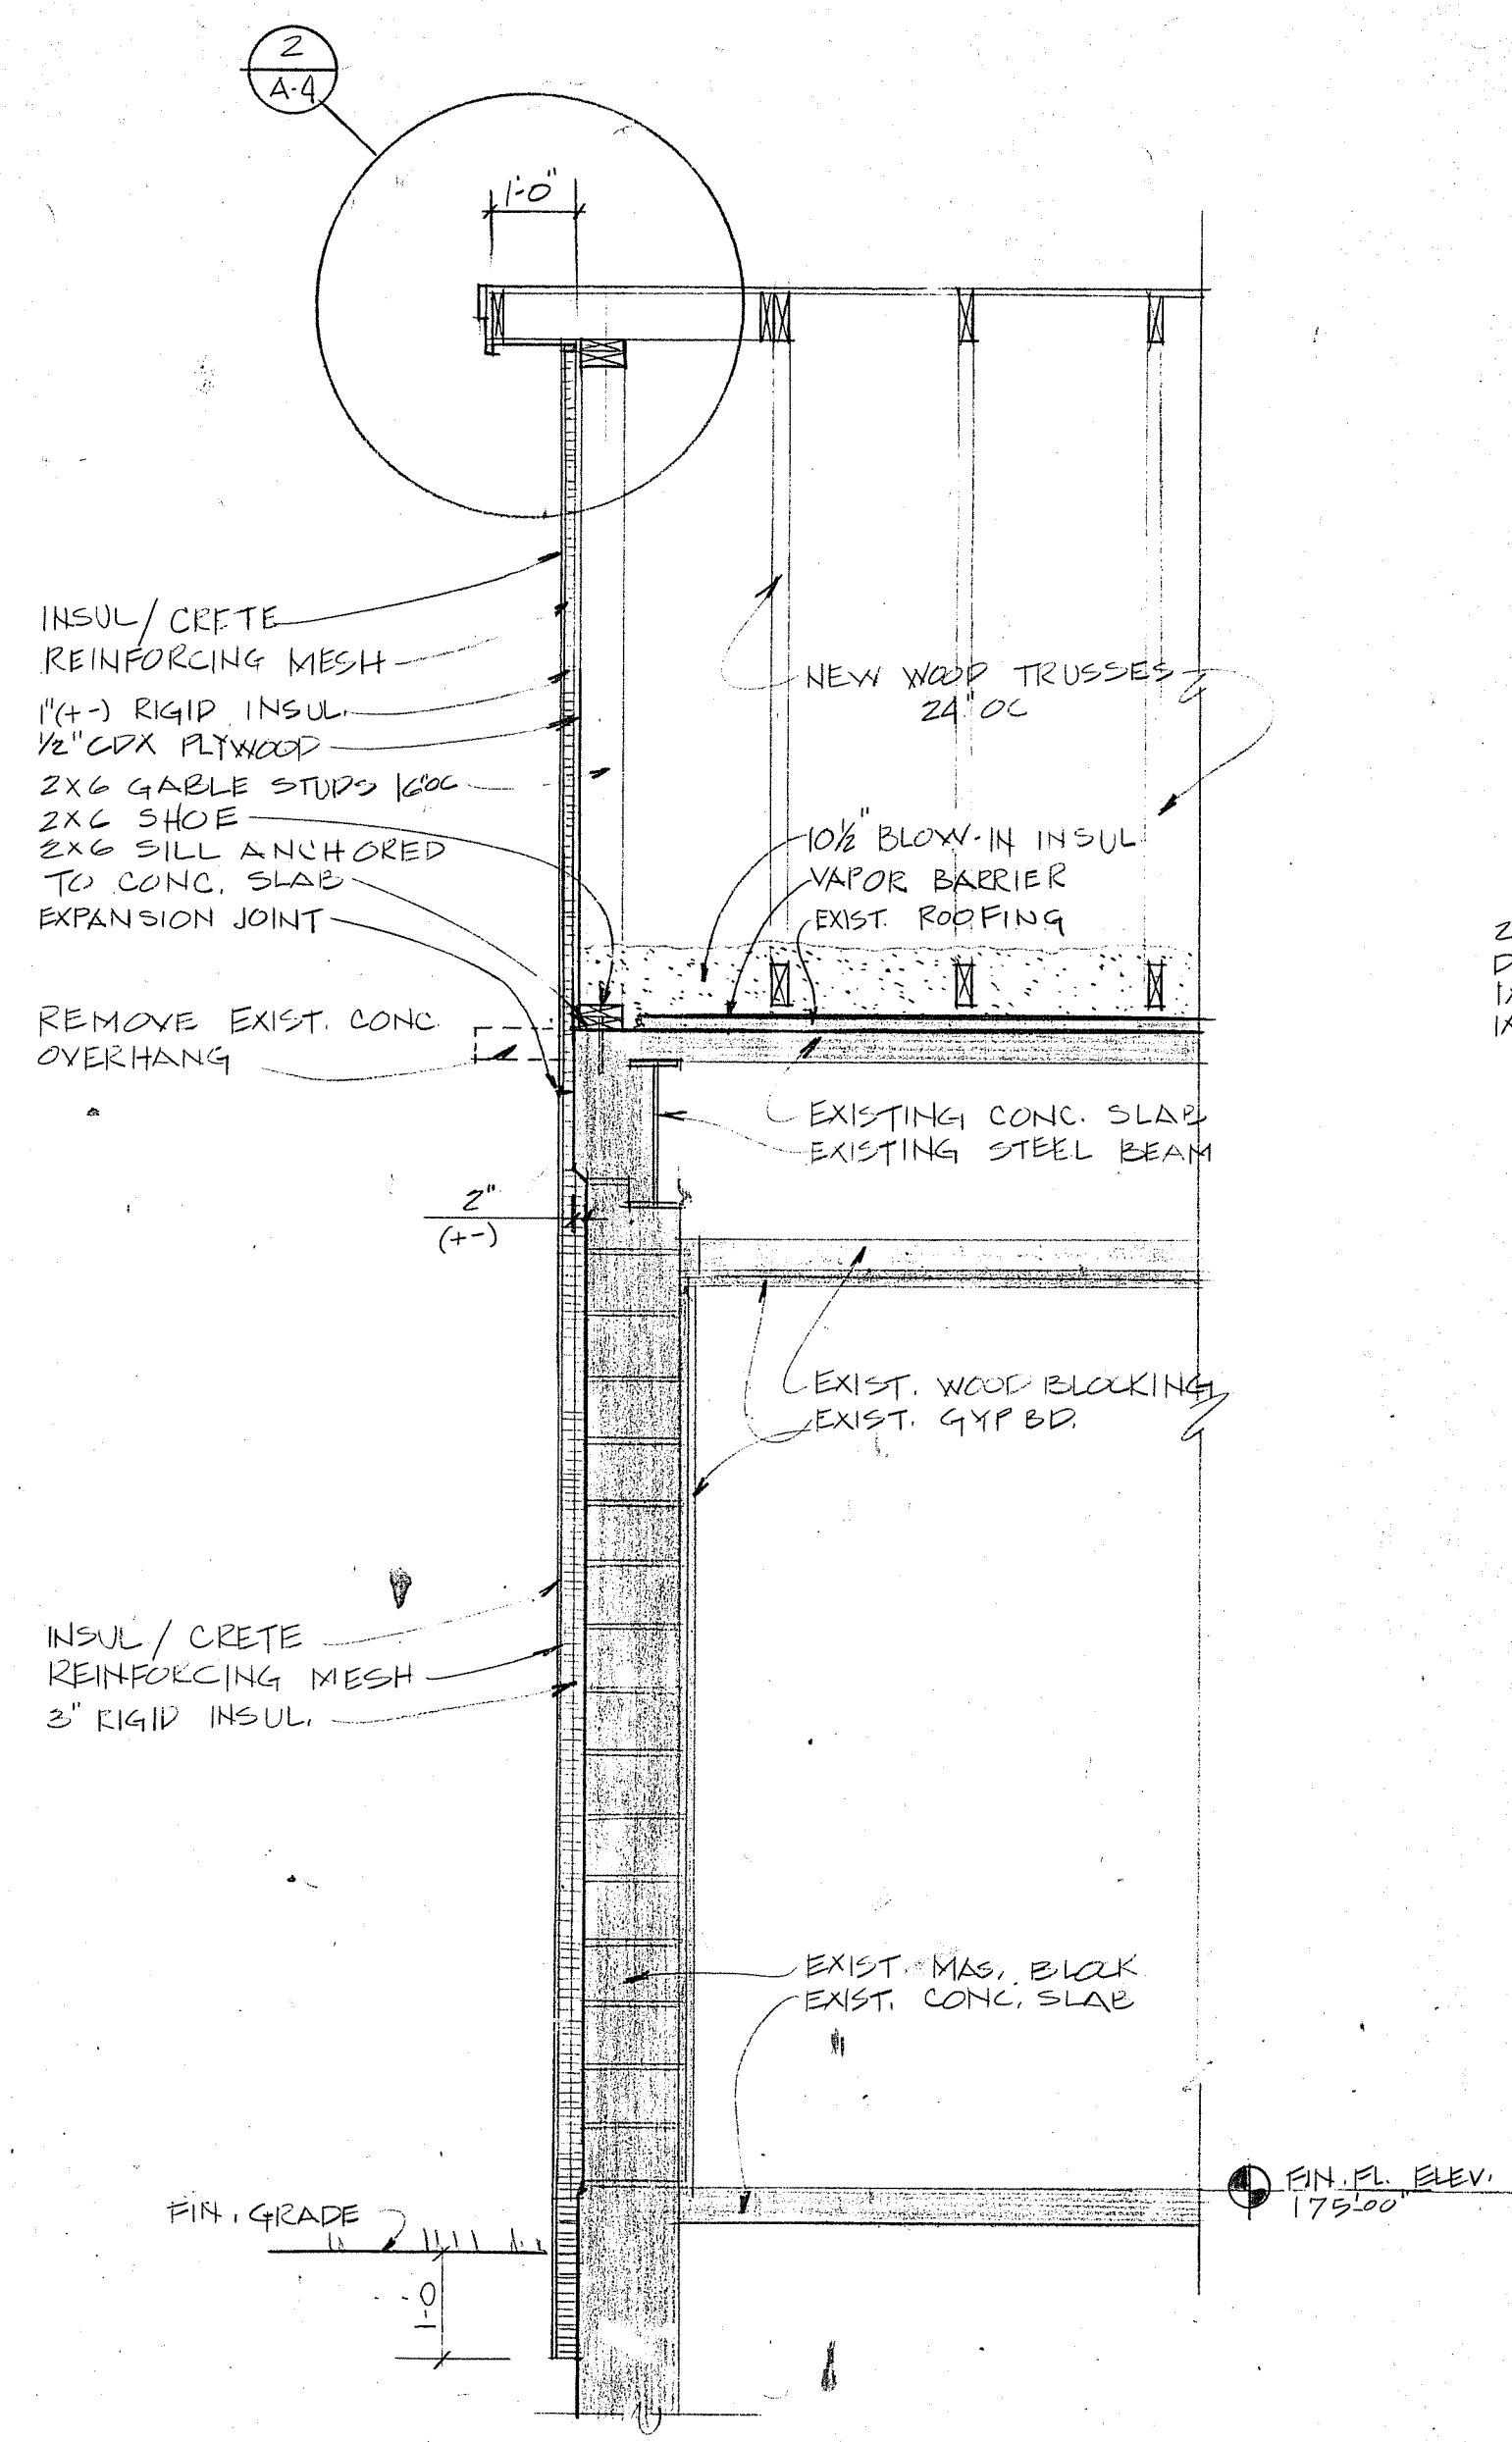 2
A-4
1'-0"
INSUL/CRETE
REINFORCING MESH
1"(+-) RIGID INSUL.
1/2" CDX PLYWOOD
2X6 GABLE STUDS 16"OC
2X6 SHOE
2X6 SILL ANCHORED
TO CONC. SLAB
EXPANSION JOINT
REMOVE EXIST. CONC.
OVERHANG
NEW WOOD TRUSSES
24" OC
10½" BLOW-IN INSUL
VAPOR BARRIER
EXIST. ROOFING
EXISTING CONC. SLAB
EXISTING STEEL BEAM
2"
(+-)
EXIST. WOOD BLOCKING
EXIST. GYP BD.
INSUL/CRETE
REINFORCING MESH
3" RIGID INSUL.
EXIST. MAS. BLOCK
EXIST. CONC. SLAB
FIN. GRADE
1'-0
FIN. FL. ELEV.
175'00"